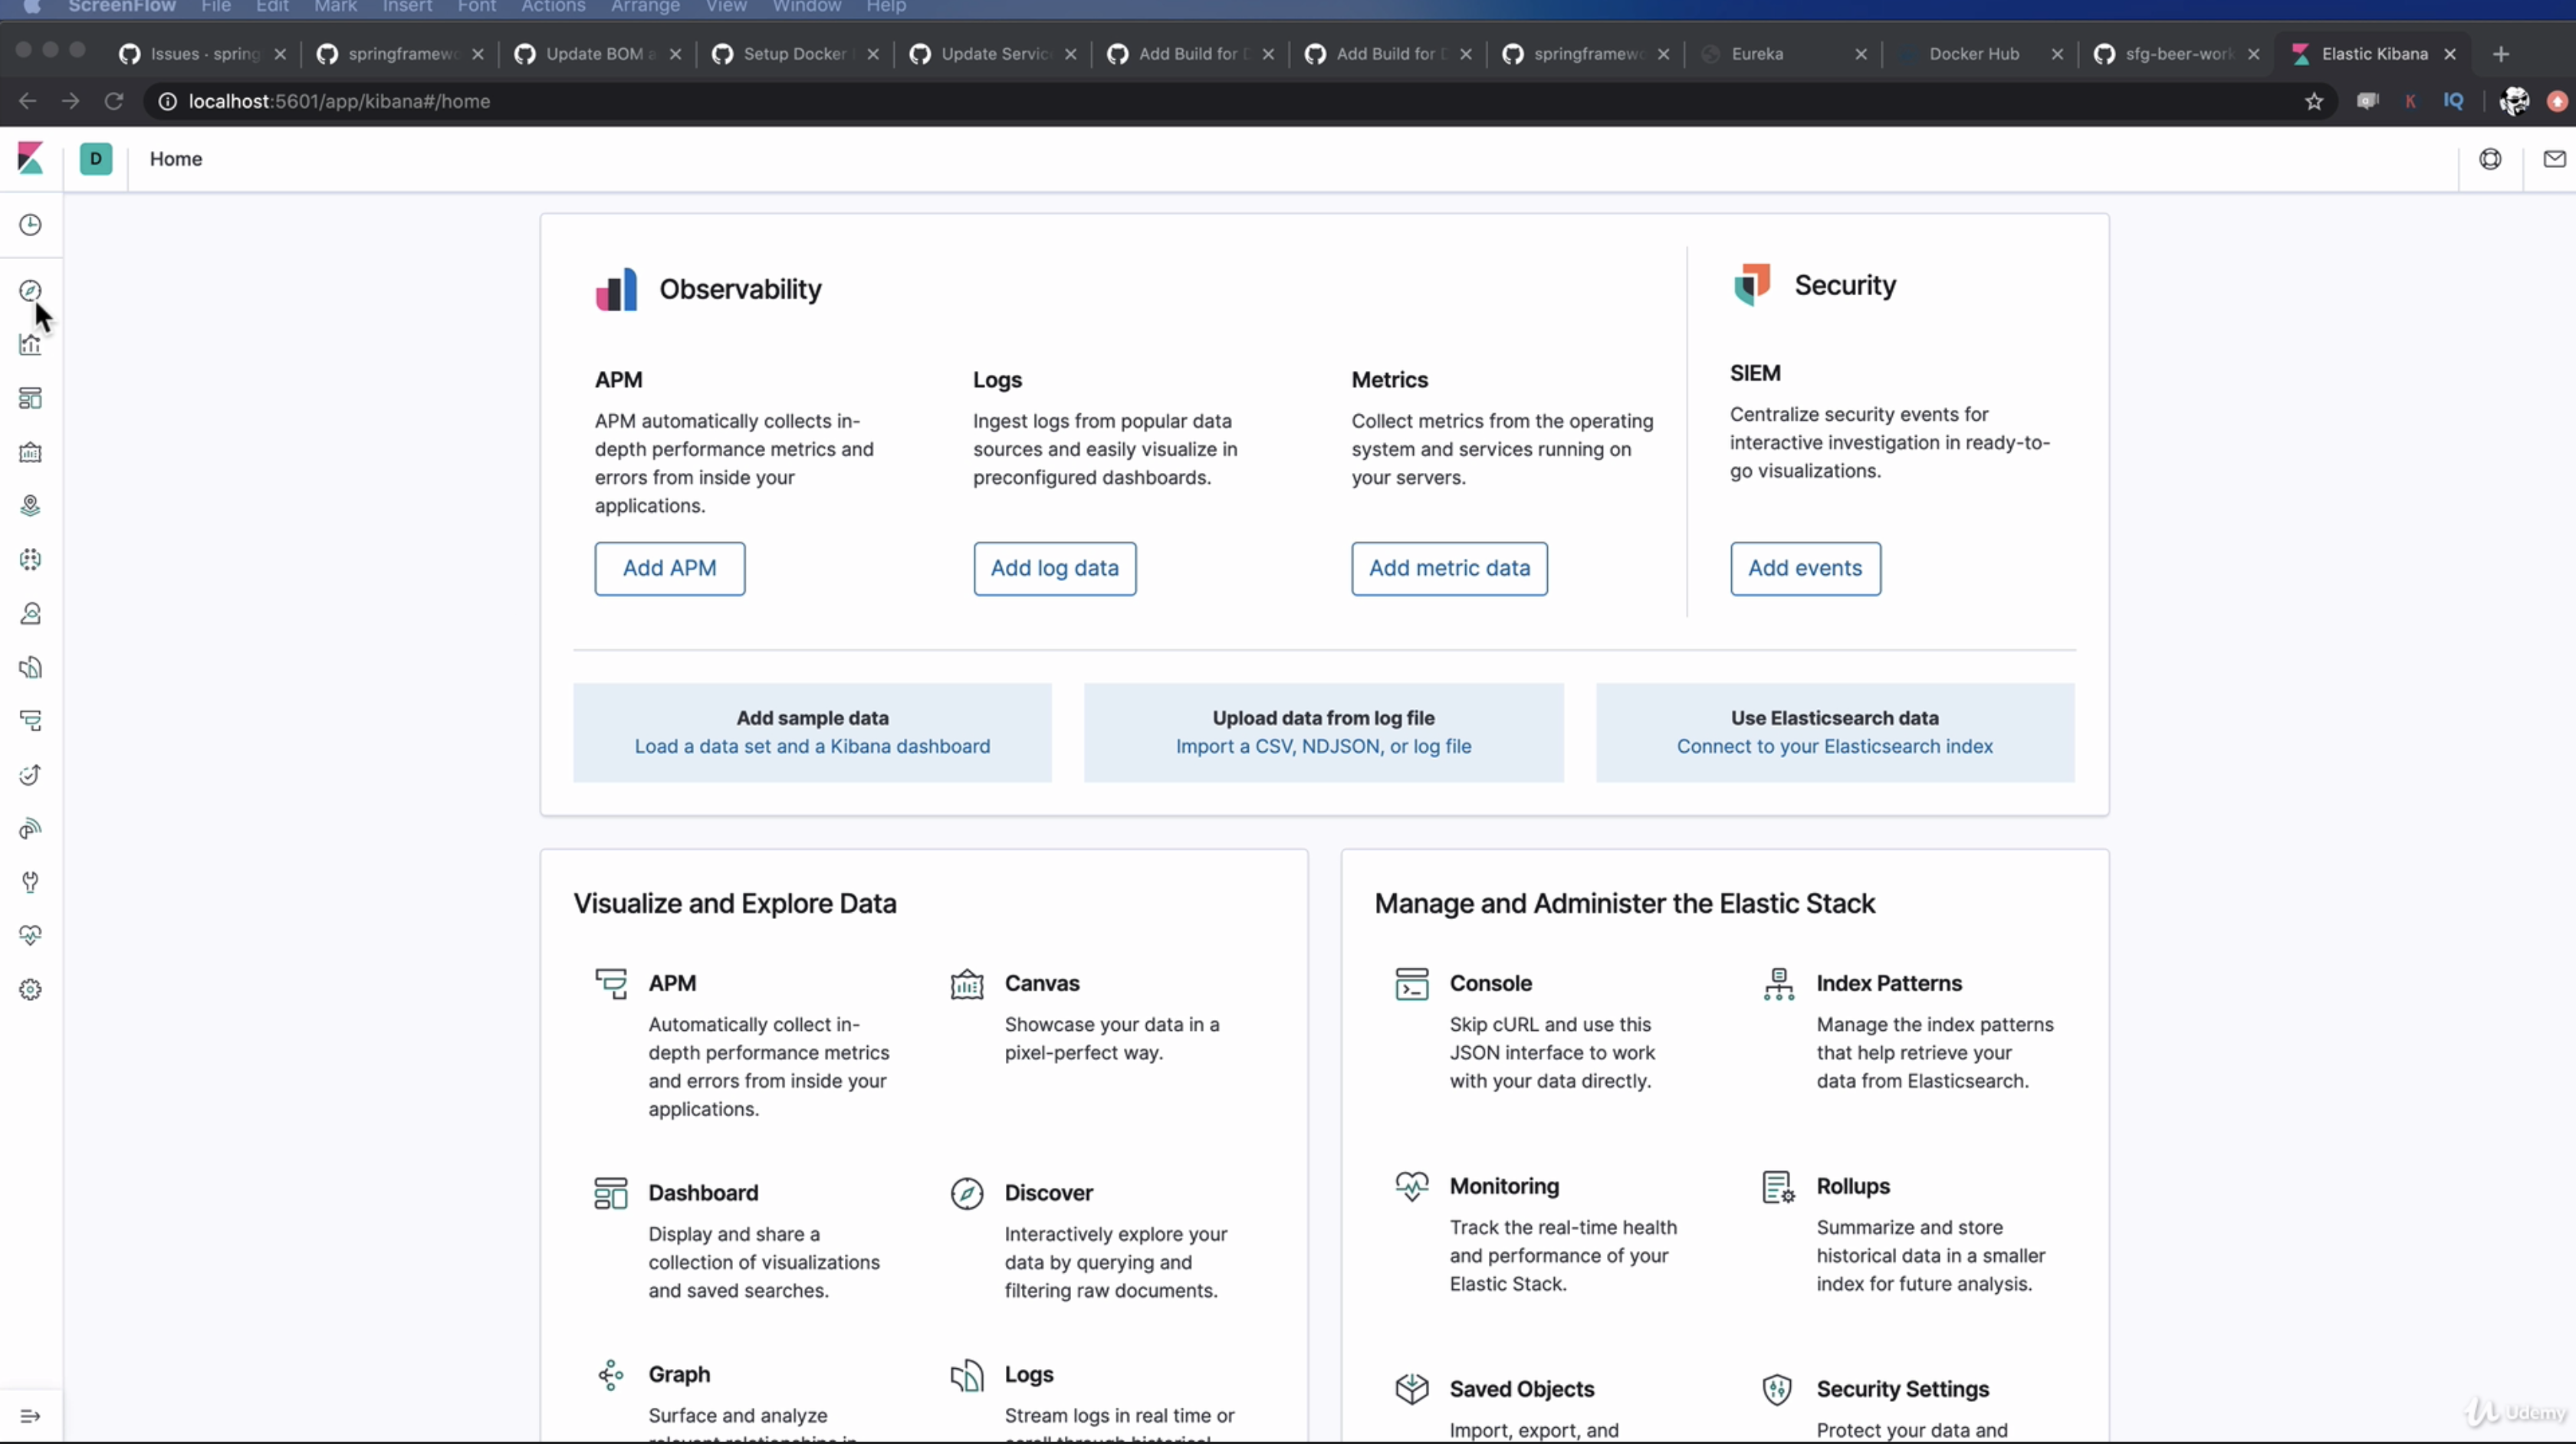 ScreenFlow File Edit Mark Insert Font Actions Arrange View Window Help
Issues · spring springframewo Update BOM a Setup Docker Update Servic Add Build for D Add Build for D springframewo Eureka Docker Hub sfg-beer-work Elastic Kibana
localhost:5601/app/kibana#/home
K IQ
D Home
Observability
Security
APM
APM automatically collects in-
depth performance metrics and
errors from inside your
applications.
Add APM
Logs
Ingest logs from popular data
sources and easily visualize in
preconfigured dashboards.
Add log data
Metrics
Collect metrics from the operating
system and services running on
your servers.
Add metric data
SIEM
Centralize security events for
interactive investigation in ready-to-
go visualizations.
Add events
Add sample data
Load a data set and a Kibana dashboard
Upload data from log file
Import a CSV, NDJSON, or log file
Use Elasticsearch data
Connect to your Elasticsearch index
Visualize and Explore Data
APM
Automatically collect in-
depth performance metrics
and errors from inside your
applications.
Canvas
Showcase your data in a
pixel-perfect way.
Dashboard
Display and share a
collection of visualizations
and saved searches.
Discover
Interactively explore your
data by querying and
filtering raw documents.
Graph
Surface and analyze
relevant relationships in
Logs
Stream logs in real time or
scroll through historical
Manage and Administer the Elastic Stack
Console
Skip cURL and use this
JSON interface to work
with your data directly.
Index Patterns
Manage the index patterns
that help retrieve your
data from Elasticsearch.
Monitoring
Track the real-time health
and performance of your
Elastic Stack.
Rollups
Summarize and store
historical data in a smaller
index for future analysis.
Saved Objects
Import, export, and
Security Settings
Protect your data and
Udemy